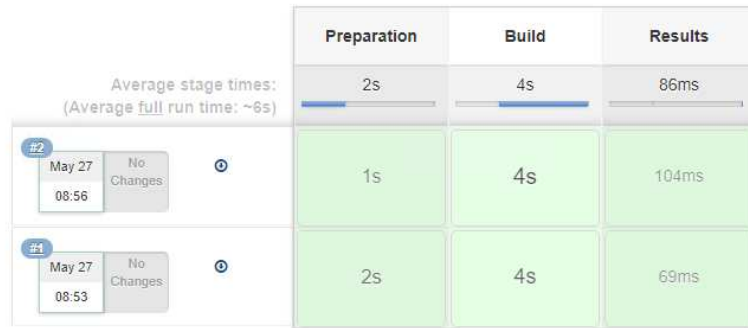 Preparation Build Results
Average stage times: 2s 4s 86ms
(Average full run time: ~6s)
#2
May 27 No Changes
08:56
1s 4s 104ms
#1
May 27 No Changes
08:53
2s 4s 69ms